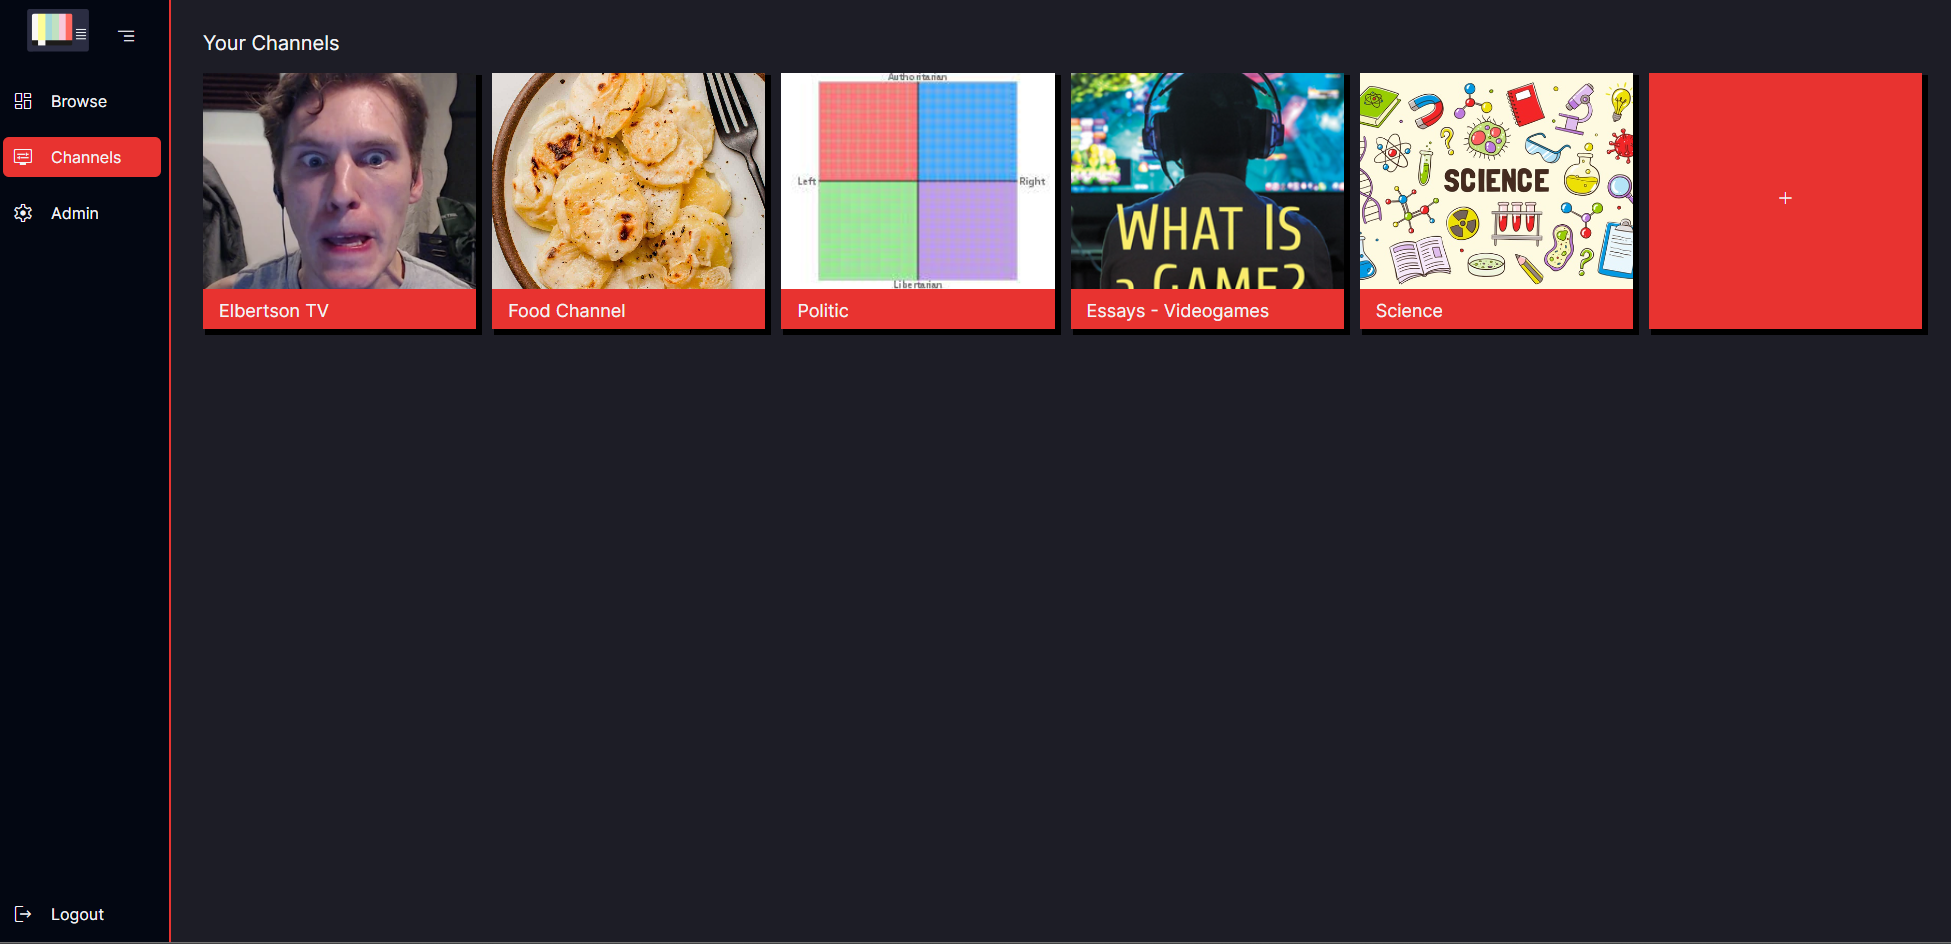 Browse
Channels
Admin
Logout
Your Channels
Elbertson TV
Food Channel
Authoritarian
Left
Right
Libertarian
Politic
WHAT IS
a GAME?
Essays - Videogames
SCIENCE
Science
+